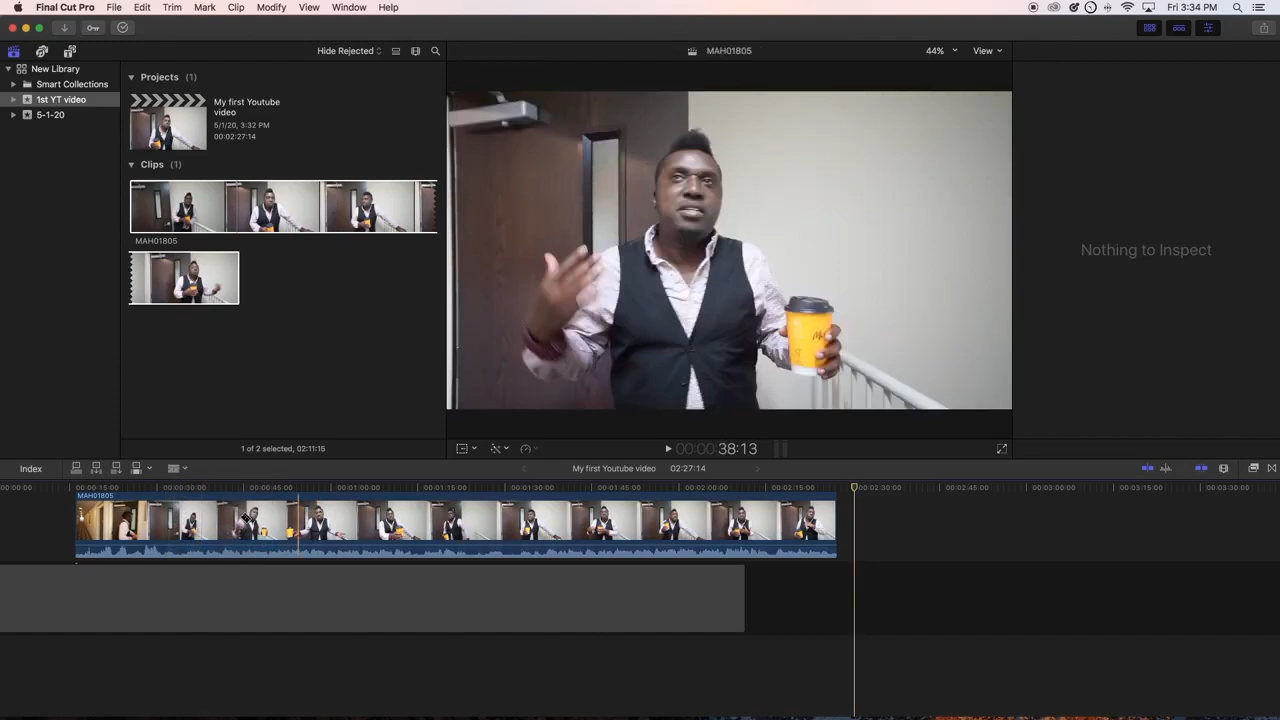 Final Cut Pro File Edit Trim Mark Clip Modify View Window Help
Fri 3:34 PM
Hide Rejected
MAH01805
44%
View
New Library
Smart Collections
1st YT video
5-1-20
Projects (1)
My first Youtube
video
5/1/20, 3:32 PM
00:02:27:14
Clips (1)
MAH01805
Nothing to Inspect
1 of 2 selected, 02:11:15
00:00:38:13
Index
My first Youtube video 02:27:14
00:00:00 00:00:15:00 00:00:30:00 00:00:45:00 00:01:00:00 00:01:15:00 00:01:30:00 00:01:45:00 00:02:00:00 00:02:15:00 00:02:30:00 00:02:45:00 00:03:00:00 00:03:15:00 00:03:30:00
MAH01805